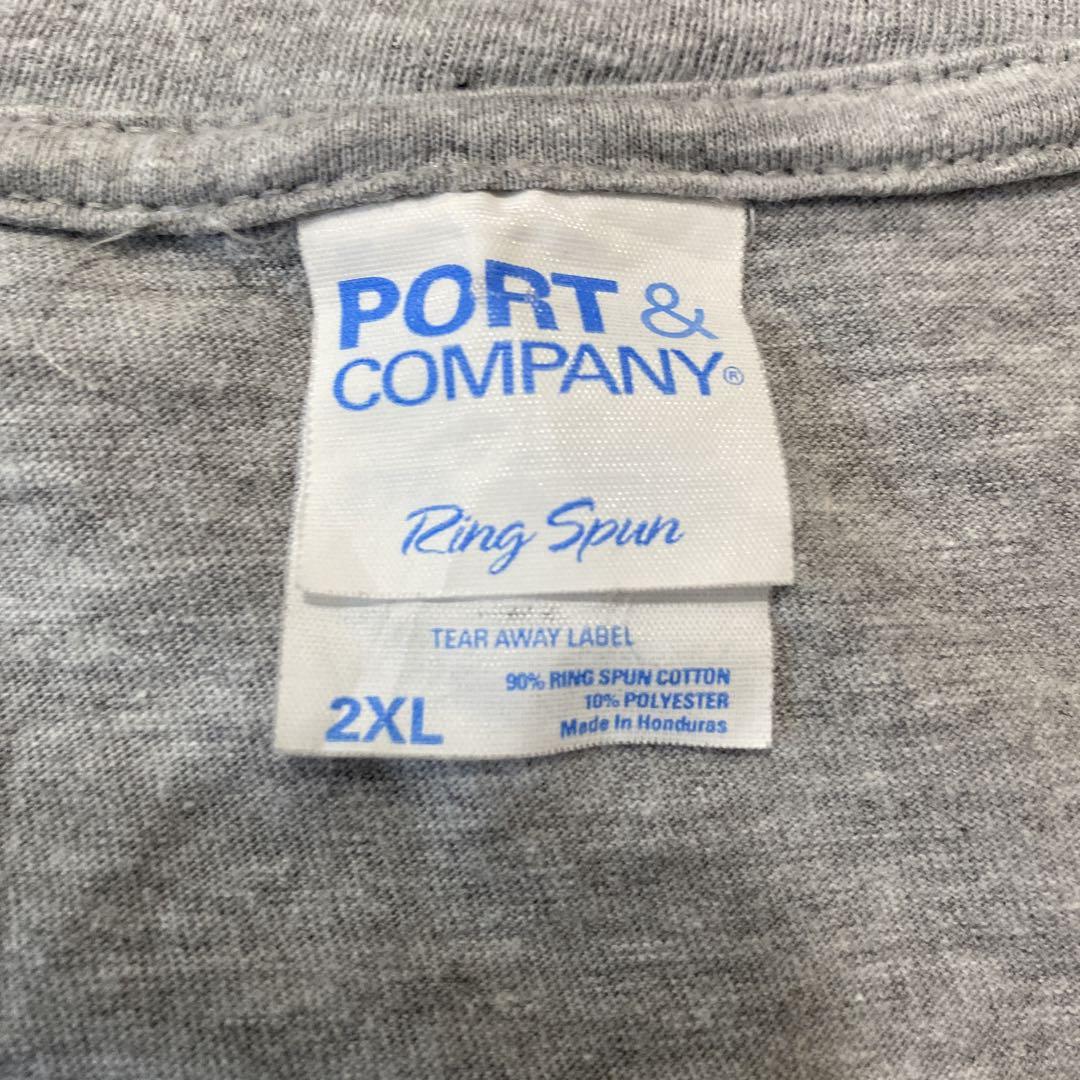 PORT &
COMPANY®
Ring Spun
TEAR AWAY LABEL
90% RING SPUN COTTON
10% POLYESTER
2XL
Made In Honduras